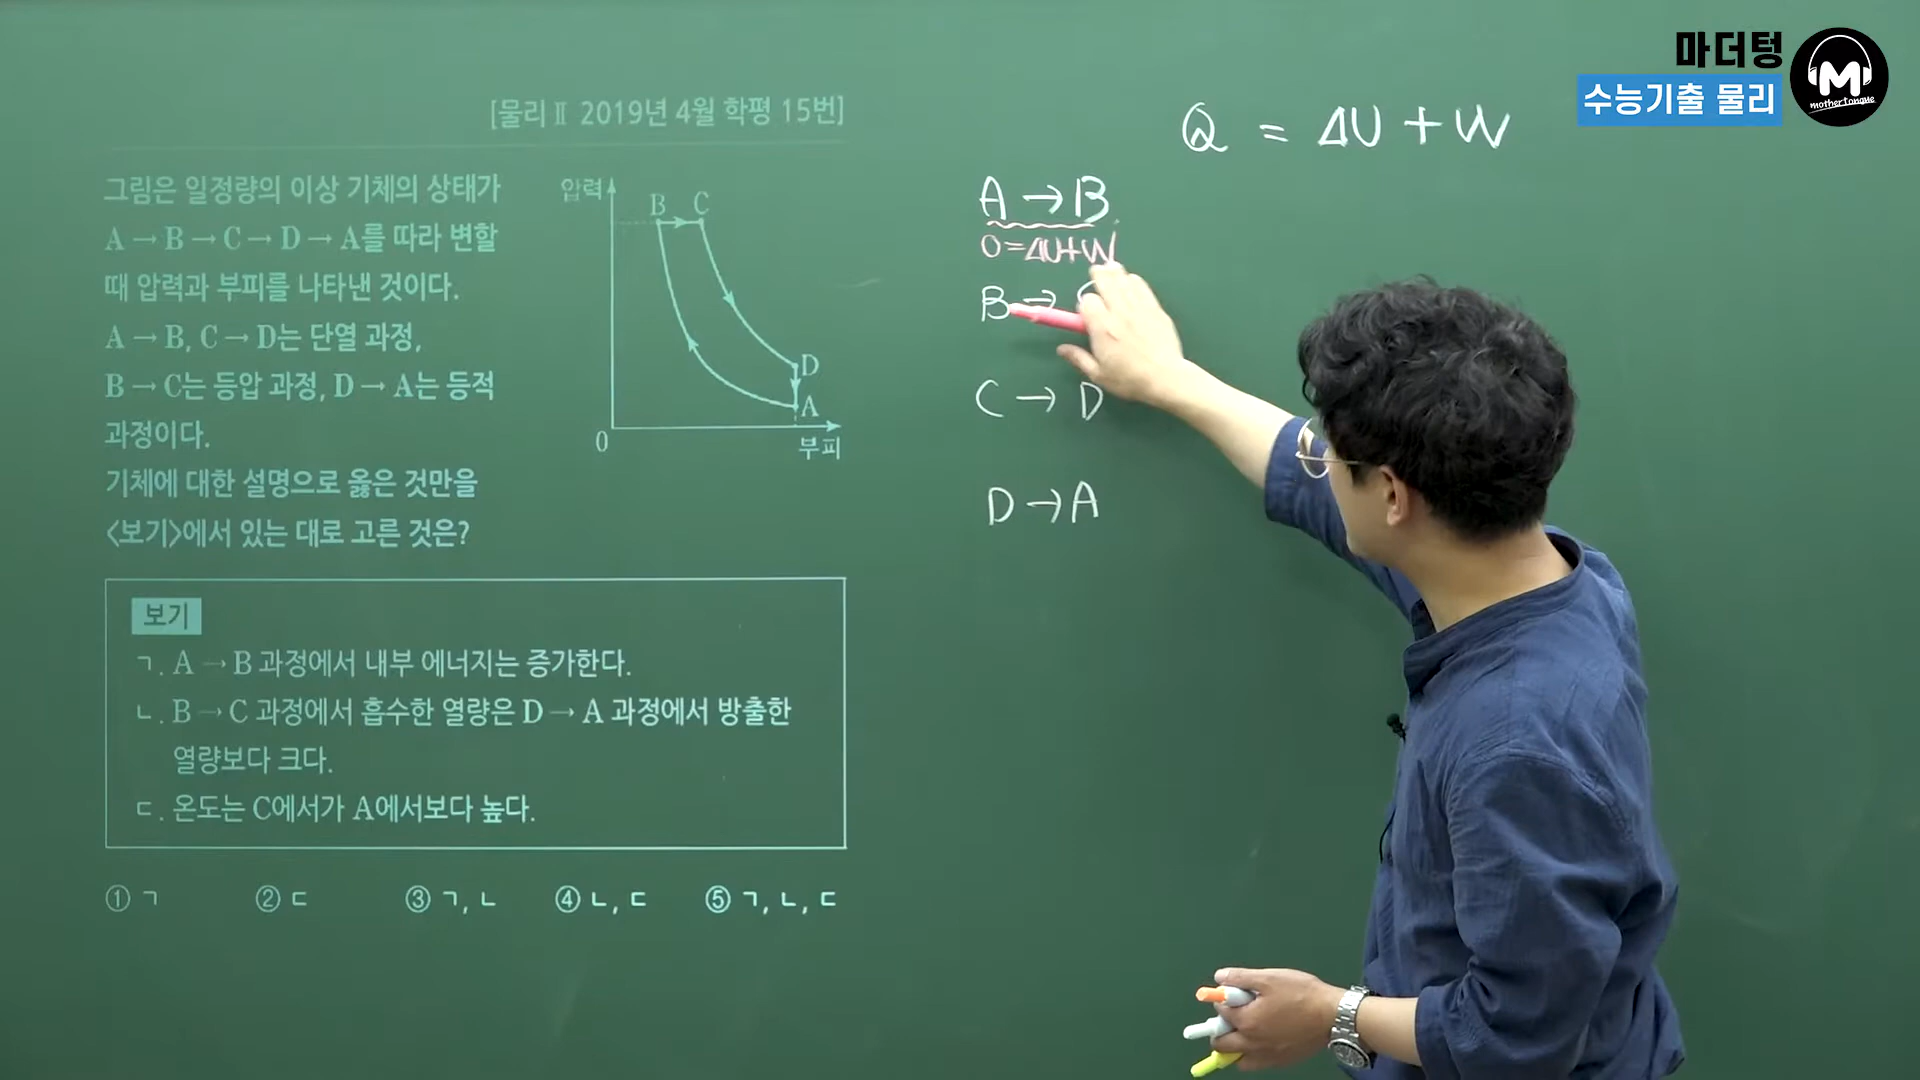 마더텅
수능기출 물리
mothertongue
[물리Ⅱ 2019년 4월 학평 15번]
그림은 일정량의 이상 기체의 상태가
A → B → C → D → A를 따라 변할
때 압력과 부피를 나타낸 것이다.
A → B, C → D는 단열 과정,
B → C는 등압 과정, D → A는 등적
과정이다.
기체에 대한 설명으로 옳은 것만을
<보기>에서 있는 대로 고른 것은?
압력
B C
D
A
0
부피
보기
ㄱ. A → B 과정에서 내부 에너지는 증가한다.
ㄴ. B → C 과정에서 흡수한 열량은 D → A 과정에서 방출한
열량보다 크다.
ㄷ. 온도는 C에서가 A에서보다 높다.
① ㄱ ② ㄷ ③ ㄱ, ㄴ ④ ㄴ, ㄷ ⑤ ㄱ, ㄴ, ㄷ
Q = ΔU + W
A → B
0 = ΔU + W
B →
C → D
D → A